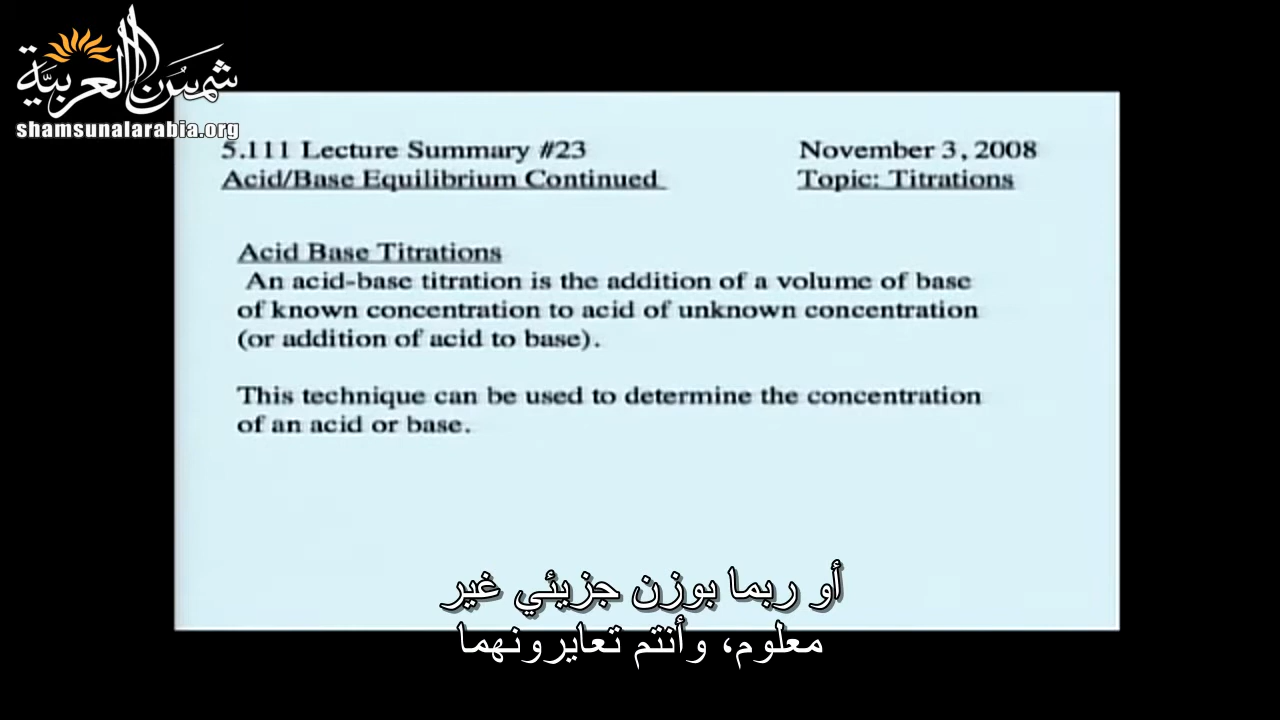 شمس العربية
shamsunalarabia.org
5.111 Lecture Summary #23 November 3, 2008
Acid/Base Equilibrium Continued Topic: Titrations
Acid Base Titrations
An acid-base titration is the addition of a volume of base
of known concentration to acid of unknown concentration
(or addition of acid to base).
This technique can be used to determine the concentration
of an acid or base.
أو ربما بوزن جزيئي غير
معلوم، وأنتم تعايرونهما